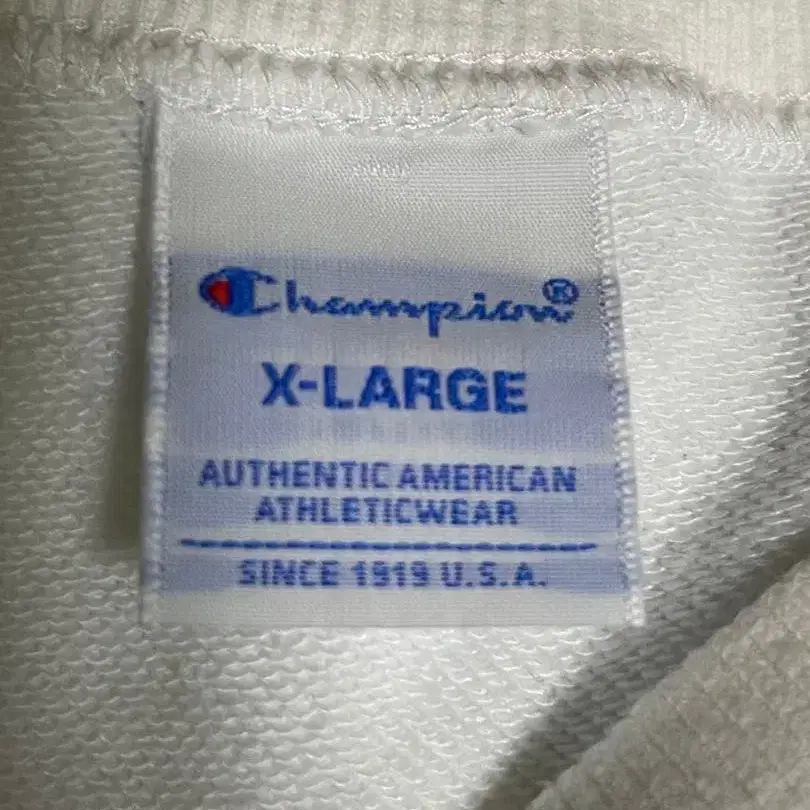 Champion®
X-LARGE
AUTHENTIC AMERICAN
ATHLETICWEAR
SINCE 1919 U.S.A.